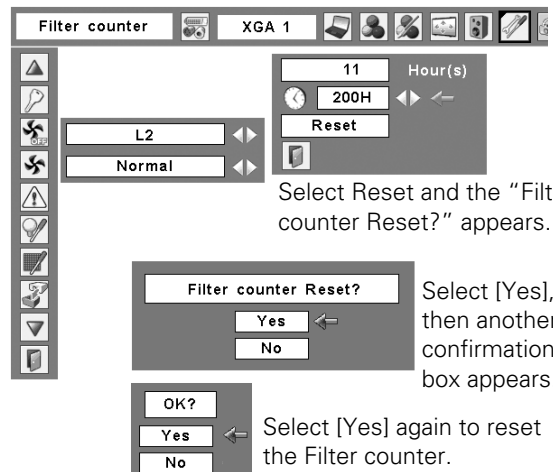 Filter counter
XGA 1
11 Hour(s)
200H
Reset
OFF
L2
Normal
Select Reset and the “Filt
counter Reset?” appears.
Filter counter Reset?
Yes
No
Select [Yes],
then another
confirmation
box appears
OK?
Yes
No
Select [Yes] again to reset
the Filter counter.